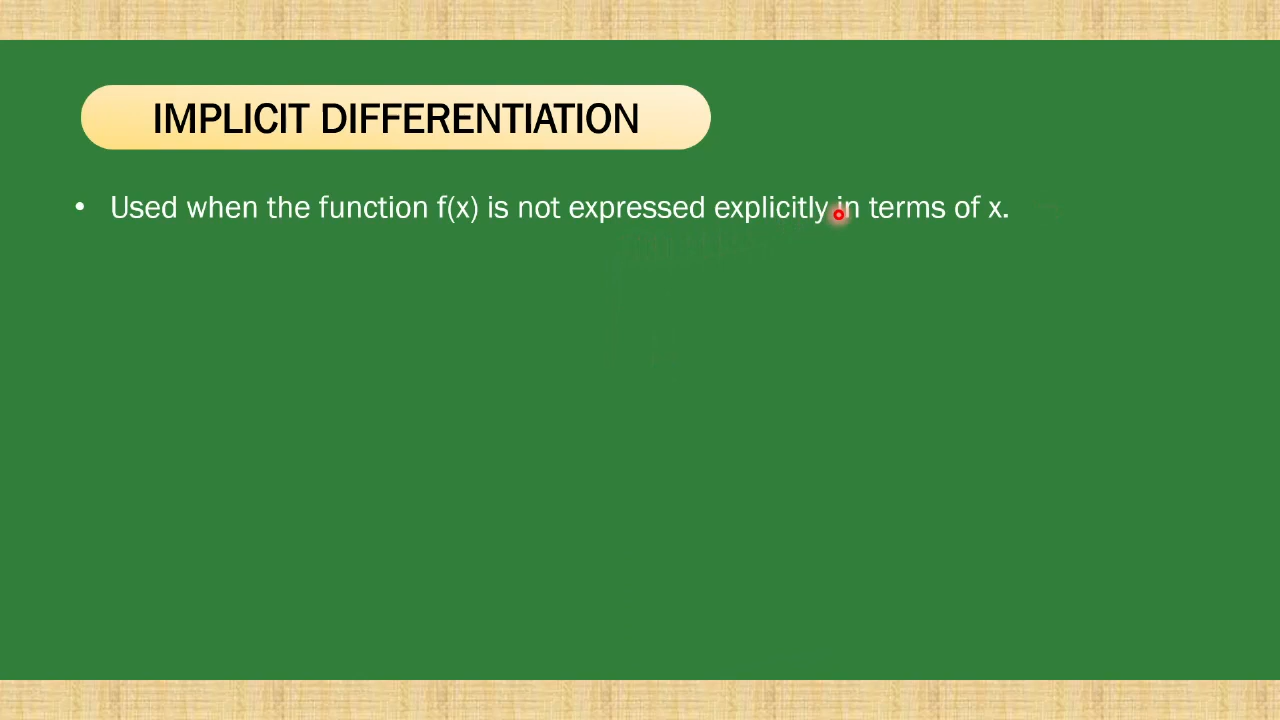 IMPLICIT DIFFERENTIATION
• Used when the function f(x) is not expressed explicitly in terms of x.